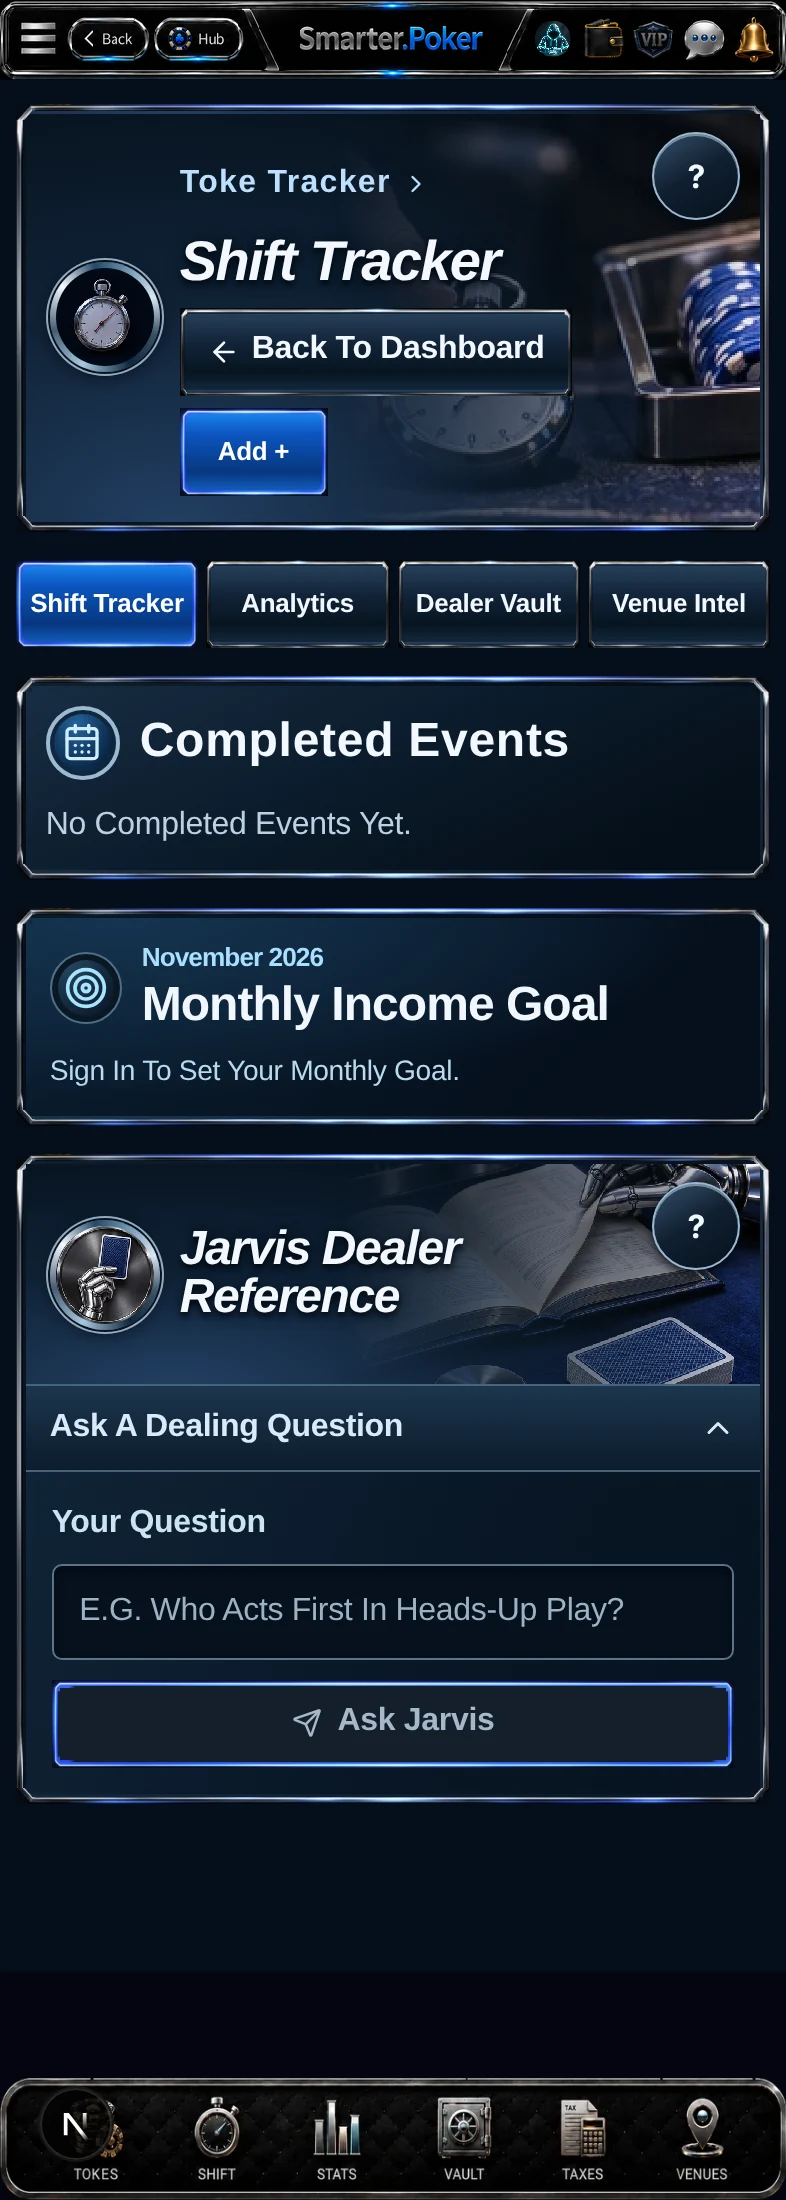 Back
Hub
Smarter.Poker
VIP
Toke Tracker
?
Shift Tracker
Back To Dashboard
Add +
Shift Tracker
Analytics
Dealer Vault
Venue Intel
Completed Events
No Completed Events Yet.
November 2026
Monthly Income Goal
Sign In To Set Your Monthly Goal.
Jarvis Dealer
Reference
?
Ask A Dealing Question
Your Question
E.G. Who Acts First In Heads-Up Play?
Ask Jarvis
N
TAX
TOKES
SHIFT
STATS
VAULT
TAXES
VENUES